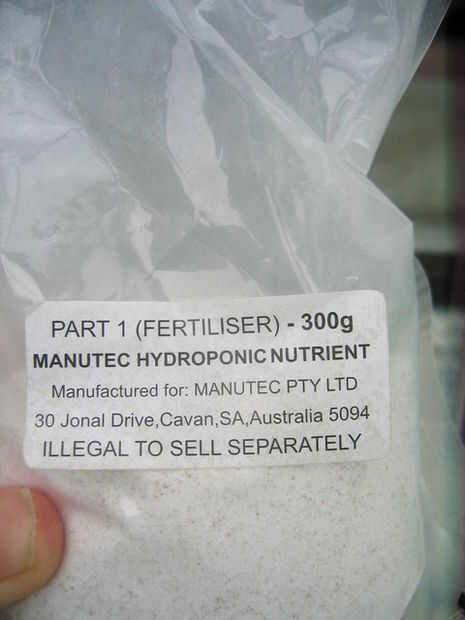 PART 1 (FERTILISER) - 300g
MANUTEC HYDROPONIC NUTRIENT
Manufactured for: MANUTEC PTY LTD
30 Jonal Drive,Cavan,SA,Australia 5094
ILLEGAL TO SELL SEPARATELY